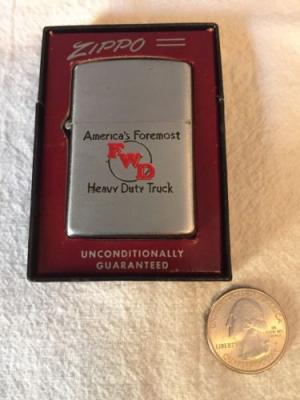 ZIPPO
America's Foremost
FWD
Heavy Duty Truck
UNCONDITIONALLY
GUARANTEED
LIBERTY